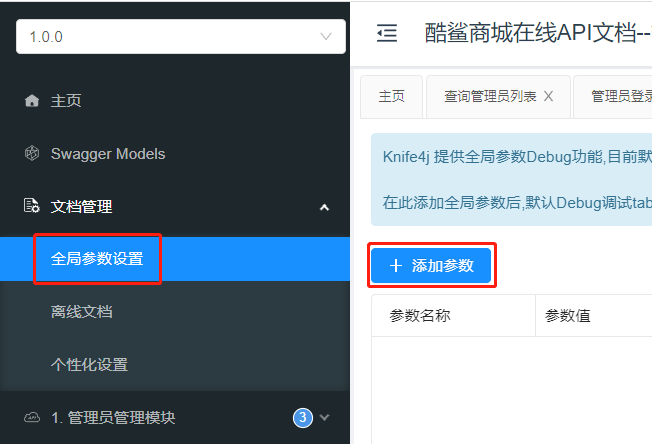 1.0.0
主页
Swagger Models
文档管理
全局参数设置
离线文档
个性化设置
1. 管理员管理模块
3
酷鲨商城在线API文档--
主页
查询管理员列表 X
管理员登录
Knife4j 提供全局参数Debug功能,目前默
在此添加全局参数后,默认Debug调试tab
添加参数
参数名称
参数值